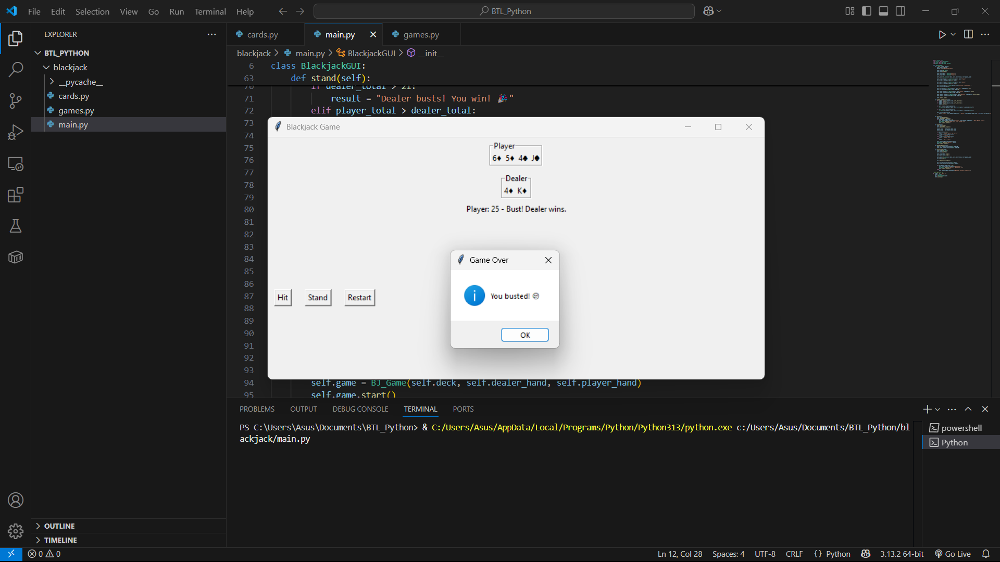 File Edit Selection View Go Run Terminal Help
BTL_Python
EXPLORER
BTL_PYTHON
blackjack
__pycache__
cards.py
games.py
main.py
OUTLINE
TIMELINE
cards.py main.py games.py
blackjack > main.py > BlackjackGUI > __init__
6 class BlackjackGUI:
63 def stand(self):
70 if dealer_total > 21:
71 result = "Dealer busts! You win! 🎉"
72 elif player_total > dealer_total:
73
74
75
76
77
78
79
80
81
82
83
84
85
86
87
88
89
90
91
92
93
94 self.game = BJ_Game(self.deck, self.dealer_hand, self.player_hand)
95 self.game.start()
Blackjack Game
Player
6♦ 5♦ 4♣ J♠
Dealer
4♦ K♦
Player: 25 - Bust! Dealer wins.
Hit Stand Restart
Game Over
You busted!
OK
PROBLEMS OUTPUT DEBUG CONSOLE TERMINAL PORTS
PS C:\Users\Asus\Documents\BTL_Python> & C:/Users/Asus/AppData/Local/Programs/Python/Python313/python.exe c:/Users/Asus/Documents/BTL_Python/bl
ackjack/main.py
powershell
Python
0 0
Ln 12, Col 28 Spaces: 4 UTF-8 CRLF {} Python 3.13.2 64-bit Go Live